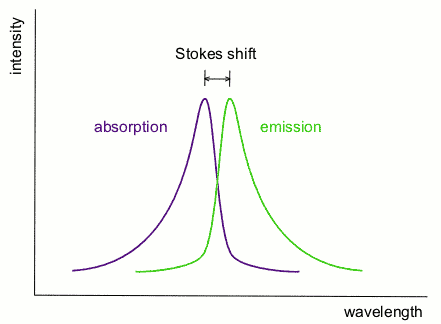 intensity
Stokes shift
absorption
emission
wavelength